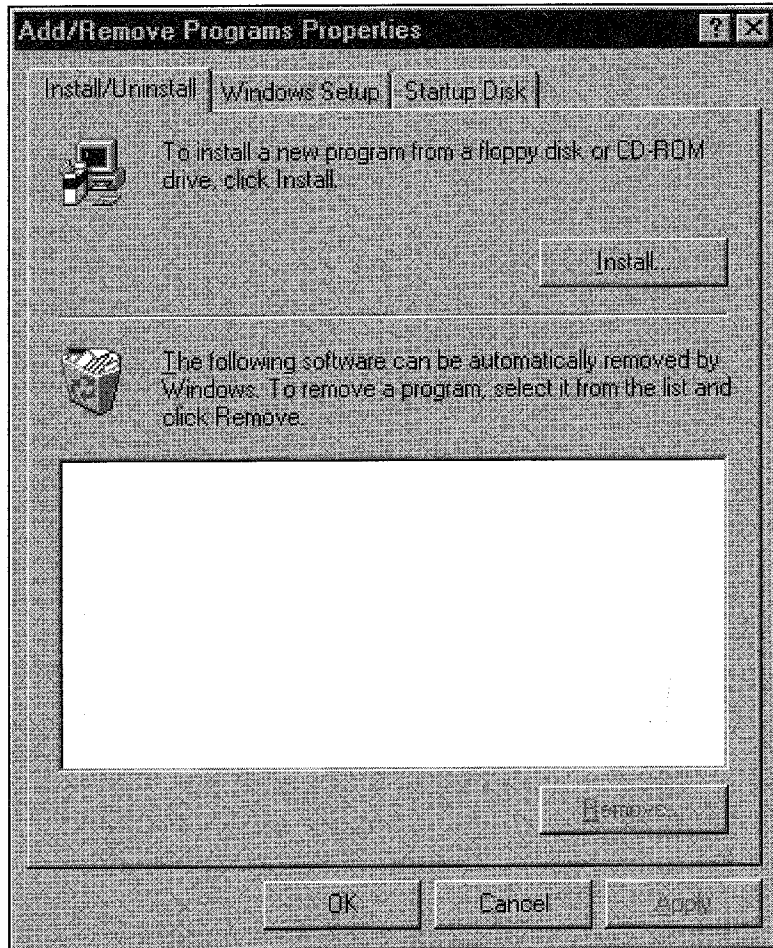 Add/Remove Programs Properties
Install/Uninstall
Windows Setup
Startup Disk
To install a new program from a floppy disk or CD-ROM
drive, click Install.
Install...
The following software can be automatically removed by
Windows. To remove a program, select it from the list and
click Remove.
Remove...
OK
Cancel
Apply